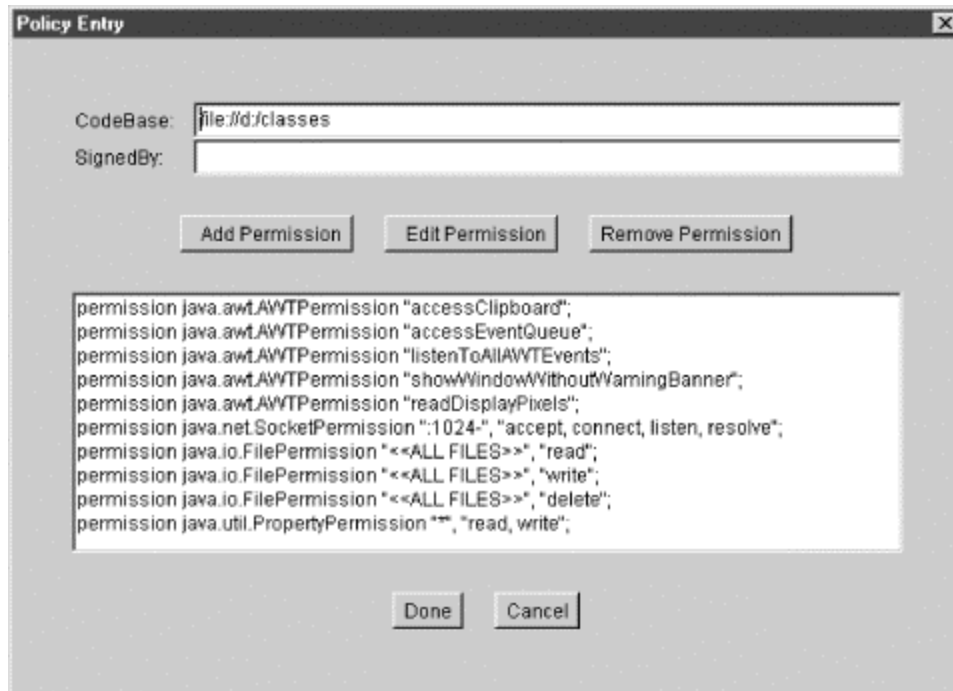 Policy Entry
CodeBase: file://d:/classes
SignedBy:
Add Permission Edit Permission Remove Permission
permission java.awt.AWTPermission "accessClipboard";
permission java.awt.AWTPermission "accessEventQueue";
permission java.awt.AWTPermission "listenToAllAWTEvents";
permission java.awt.AWTPermission "showWindowWithoutWarningBanner";
permission java.awt.AWTPermission "readDisplayPixels";
permission java.net.SocketPermission ":1024-", "accept, connect, listen, resolve";
permission java.io.FilePermission "<<ALL FILES>>", "read";
permission java.io.FilePermission "<<ALL FILES>>", "write";
permission java.io.FilePermission "<<ALL FILES>>", "delete";
permission java.util.PropertyPermission "*", "read, write";
Done Cancel